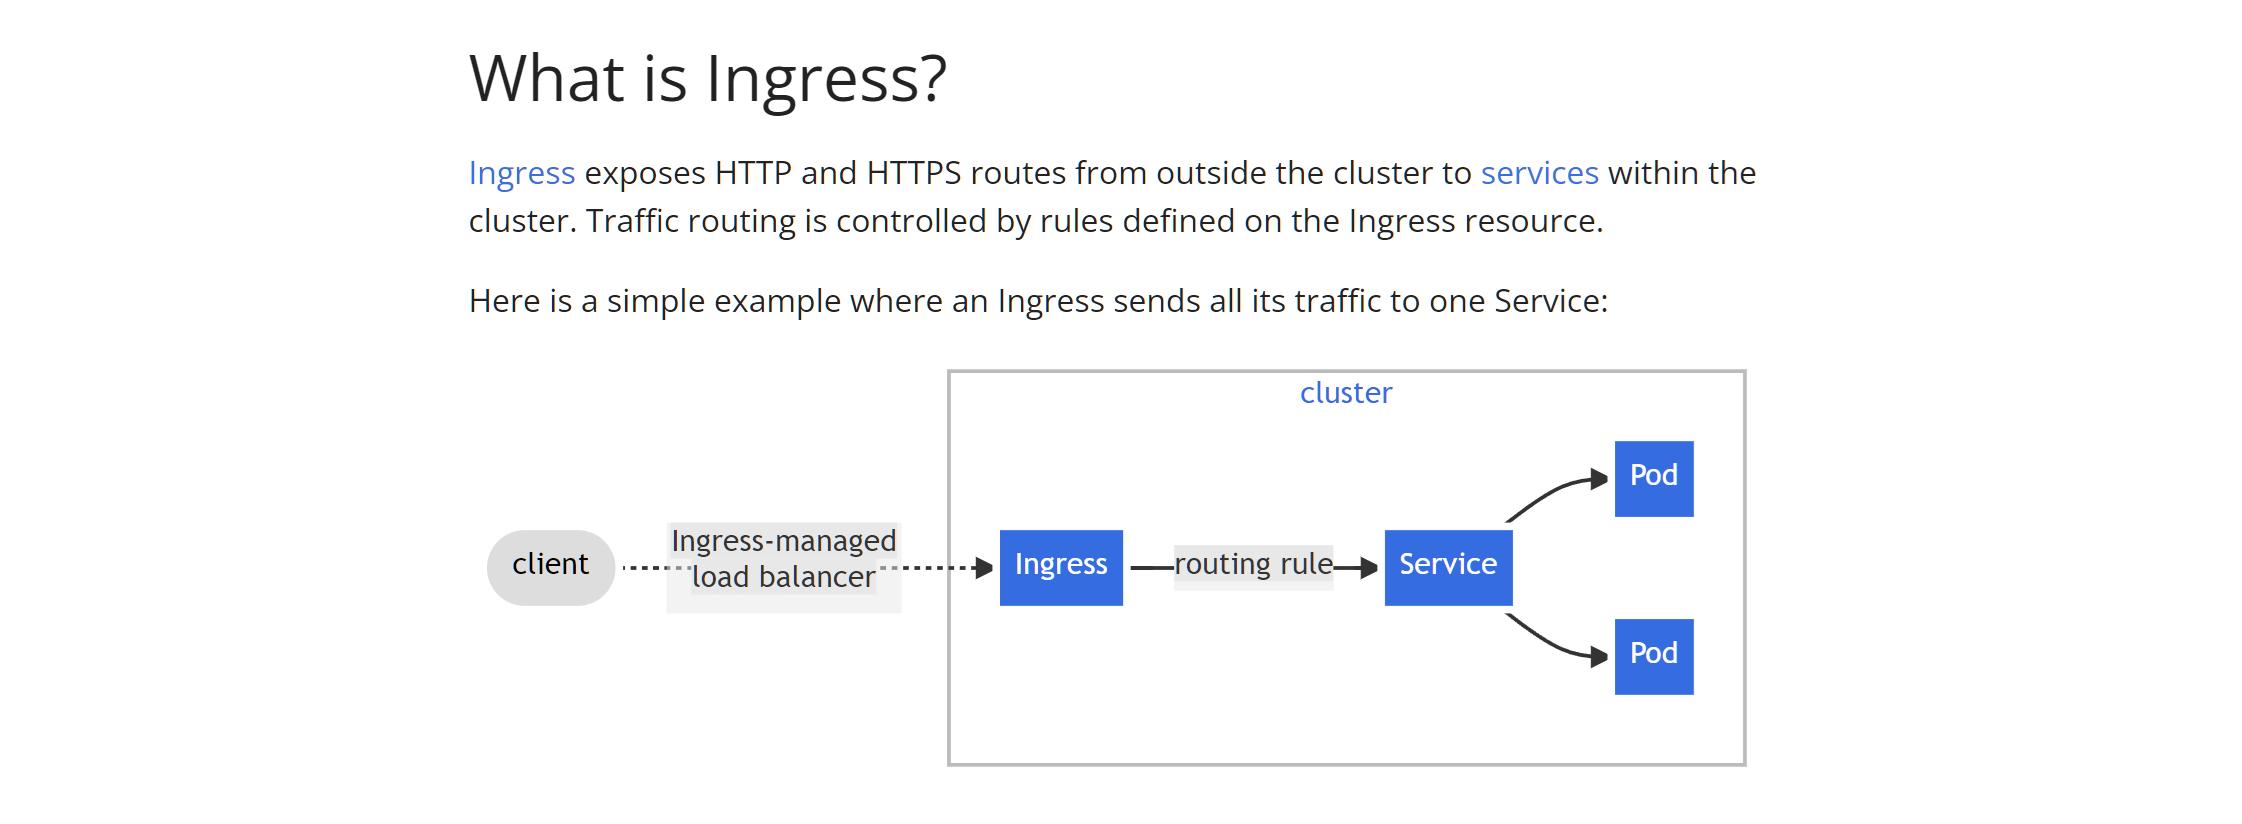 What is Ingress?
Ingress exposes HTTP and HTTPS routes from outside the cluster to services within the
cluster. Traffic routing is controlled by rules defined on the Ingress resource.
Here is a simple example where an Ingress sends all its traffic to one Service:
cluster
client
Ingress-managed
load balancer
Ingress
routing rule
Service
Pod
Pod